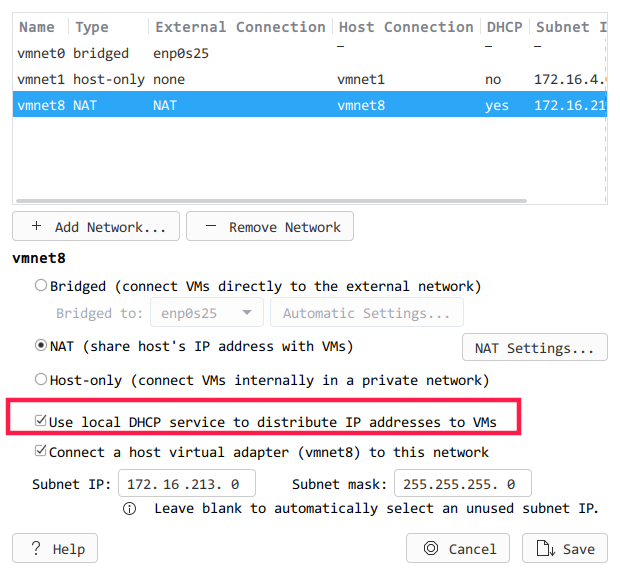 Name Type External Connection Host Connection DHCP Subnet I
vmnet0 bridged enp0s25 – – –
vmnet1 host-only none vmnet1 no 172.16.4.
vmnet8 NAT NAT vmnet8 yes 172.16.21
+ Add Network... − Remove Network
vmnet8
Bridged (connect VMs directly to the external network)
Bridged to: enp0s25 Automatic Settings...
NAT (share host's IP address with VMs) NAT Settings...
Host-only (connect VMs internally in a private network)
Use local DHCP service to distribute IP addresses to VMs
Connect a host virtual adapter (vmnet8) to this network
Subnet IP: 172. 16 .213. 0 Subnet mask: 255.255.255. 0
Leave blank to automatically select an unused subnet IP.
? Help Cancel Save